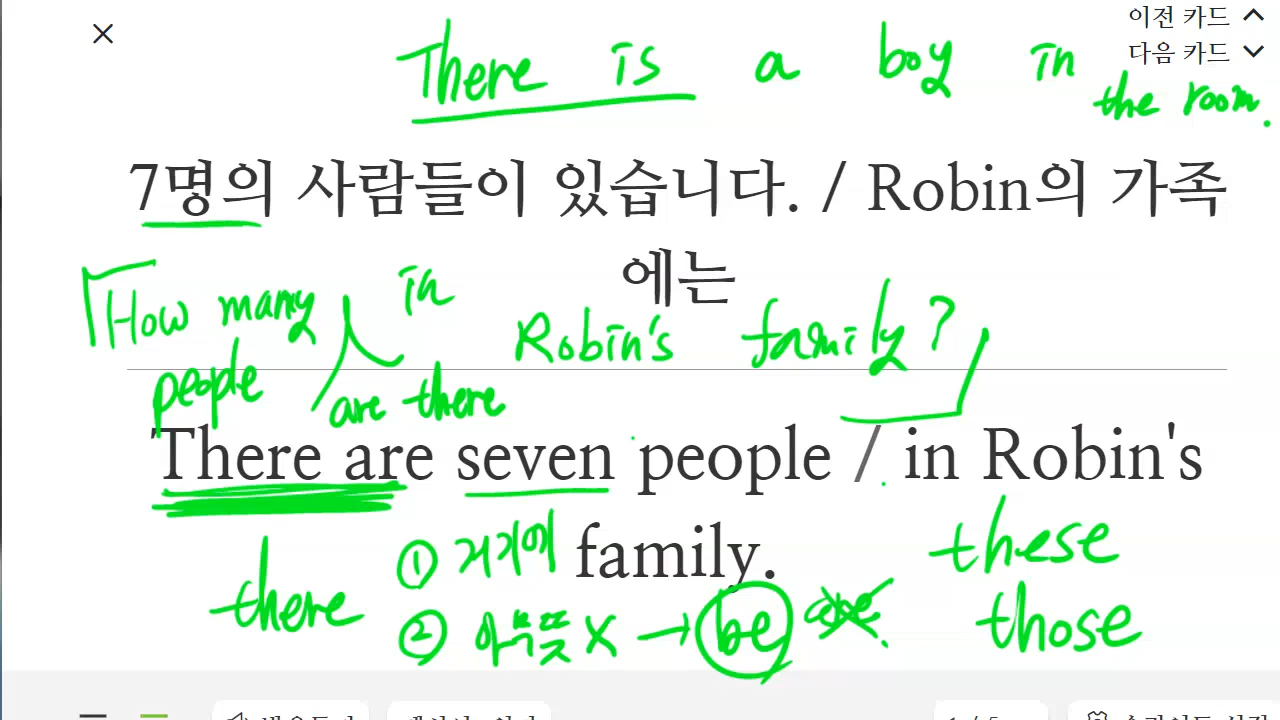 이전 카드
다음 카드
There is a boy in the room.
7명의 사람들이 있습니다. / Robin의 가족
에는
How many people are there in Robin's family?
There are seven people / in Robin's
family.
there ① 거기에
② 아무뜻 X → be
these
those